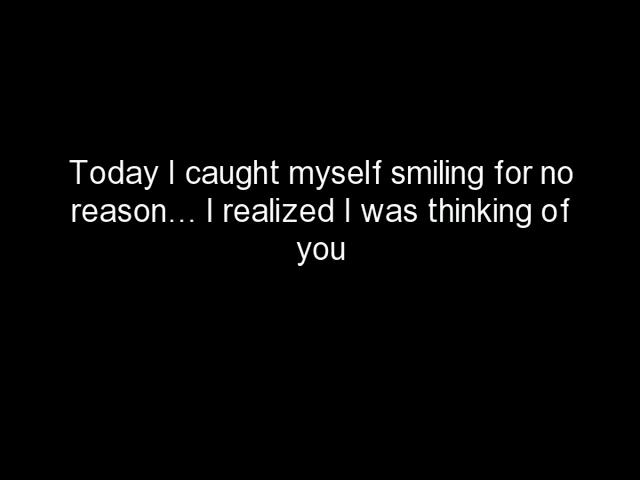 Today I caught myself smiling for no
reason... I realized I was thinking of
you